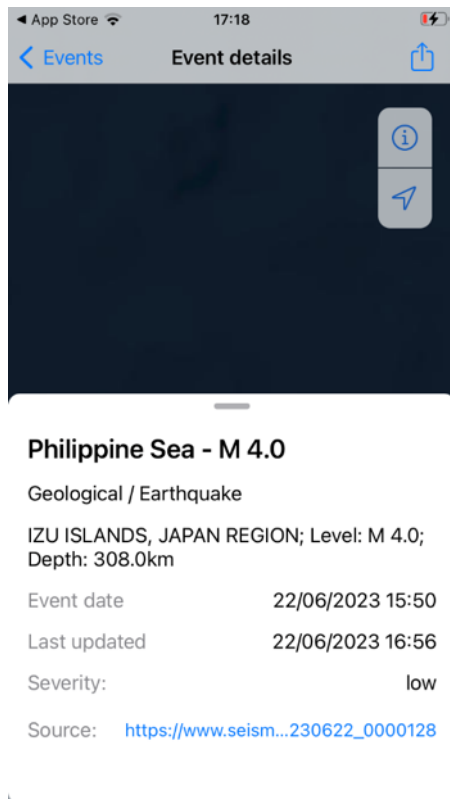 ◀ App Store 17:18
Events Event details
Philippine Sea - M 4.0
Geological / Earthquake
IZU ISLANDS, JAPAN REGION; Level: M 4.0;
Depth: 308.0km
Event date 22/06/2023 15:50
Last updated 22/06/2023 16:56
Severity: low
Source: https://www.seism...230622_0000128